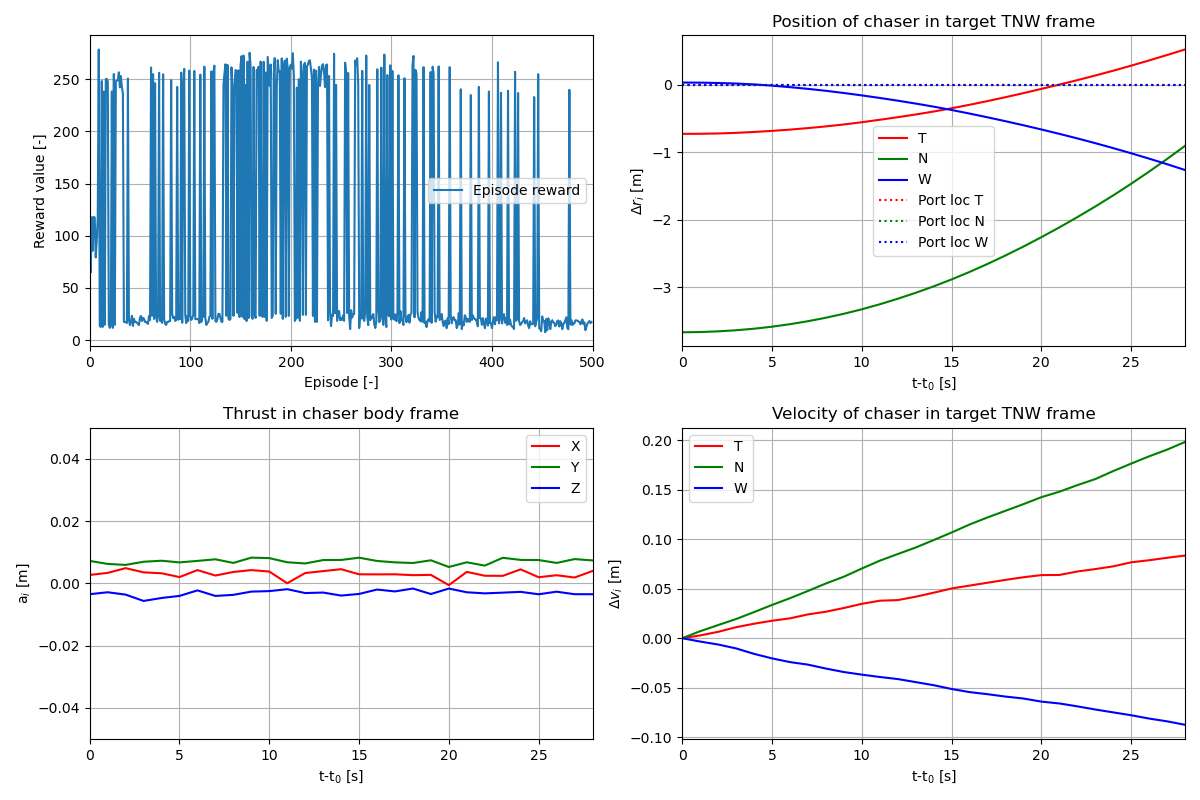 Reward value [-]
250
200
150
100
50
0
Episode reward
0 100 200 300 400 500
Episode [-]
Position of chaser in target TNW frame
Δr_i [m]
0
−1
−2
−3
T
N
W
Port loc T
Port loc N
Port loc W
0 5 10 15 20 25
t-t_0 [s]
Thrust in chaser body frame
a_i [m]
0.04
0.02
0.00
−0.02
−0.04
X
Y
Z
0 5 10 15 20 25
t-t_0 [s]
Velocity of chaser in target TNW frame
Δv_i [m]
0.20
0.15
0.10
0.05
0.00
−0.05
−0.10
T
N
W
0 5 10 15 20 25
t-t_0 [s]